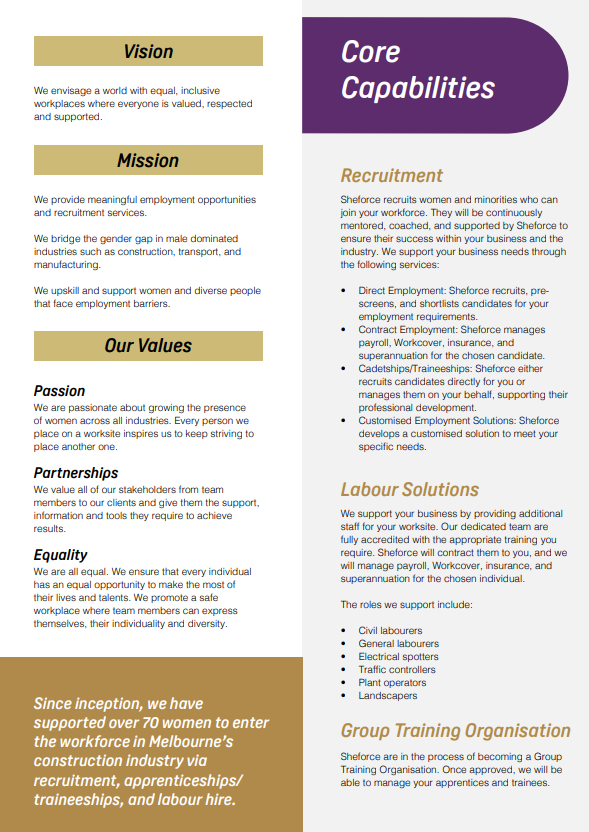 Vision
We envisage a world with equal, inclusive
workplaces where everyone is valued, respected
and supported.
Mission
We provide meaningful employment opportunities
and recruitment services.
We bridge the gender gap in male dominated
industries such as construction, transport, and
manufacturing.
We upskill and support women and diverse people
that face employment barriers.
Our Values
Passion
We are passionate about growing the presence
of women across all industries. Every person we
place on a worksite inspires us to keep striving to
place another one.
Partnerships
We value all of our stakeholders from team
members to our clients and give them the support,
information and tools they require to achieve
results.
Equality
We are all equal. We ensure that every individual
has an equal opportunity to make the most of
their lives and talents. We promote a safe
workplace where team members can express
themselves, their individuality and diversity.
Since inception, we have
supported over 70 women to enter
the workforce in Melbourne's
construction industry via
recruitment, apprenticeships/
traineeships, and labour hire.
Core
Capabilities
Recruitment
Sheforce recruits women and minorities who can
join your workforce. They will be continuously
mentored, coached, and supported by Sheforce to
ensure their success within your business and the
industry. We support your business needs through
the following services:
• Direct Employment: Sheforce recruits, pre-
screens, and shortlists candidates for your
employment requirements.
• Contract Employment: Sheforce manages
payroll, Workcover, insurance, and
superannuation for the chosen candidate.
• Cadetships/Traineeships: Sheforce either
recruits candidates directly for you or
manages them on your behalf, supporting their
professional development.
• Customised Employment Solutions: Sheforce
develops a customised solution to meet your
specific needs.
Labour Solutions
We support your business by providing additional
staff for your worksite. Our dedicated team are
fully accredited with the appropriate training you
require. Sheforce will contract them to you, and we
will manage payroll, Workcover, insurance, and
superannuation for the chosen individual.
The roles we support include:
• Civil labourers
• General labourers
• Electrical spotters
• Traffic controllers
• Plant operators
• Landscapers
Group Training Organisation
Sheforce are in the process of becoming a Group
Training Organisation. Once approved, we will be
able to manage your apprentices and trainees.